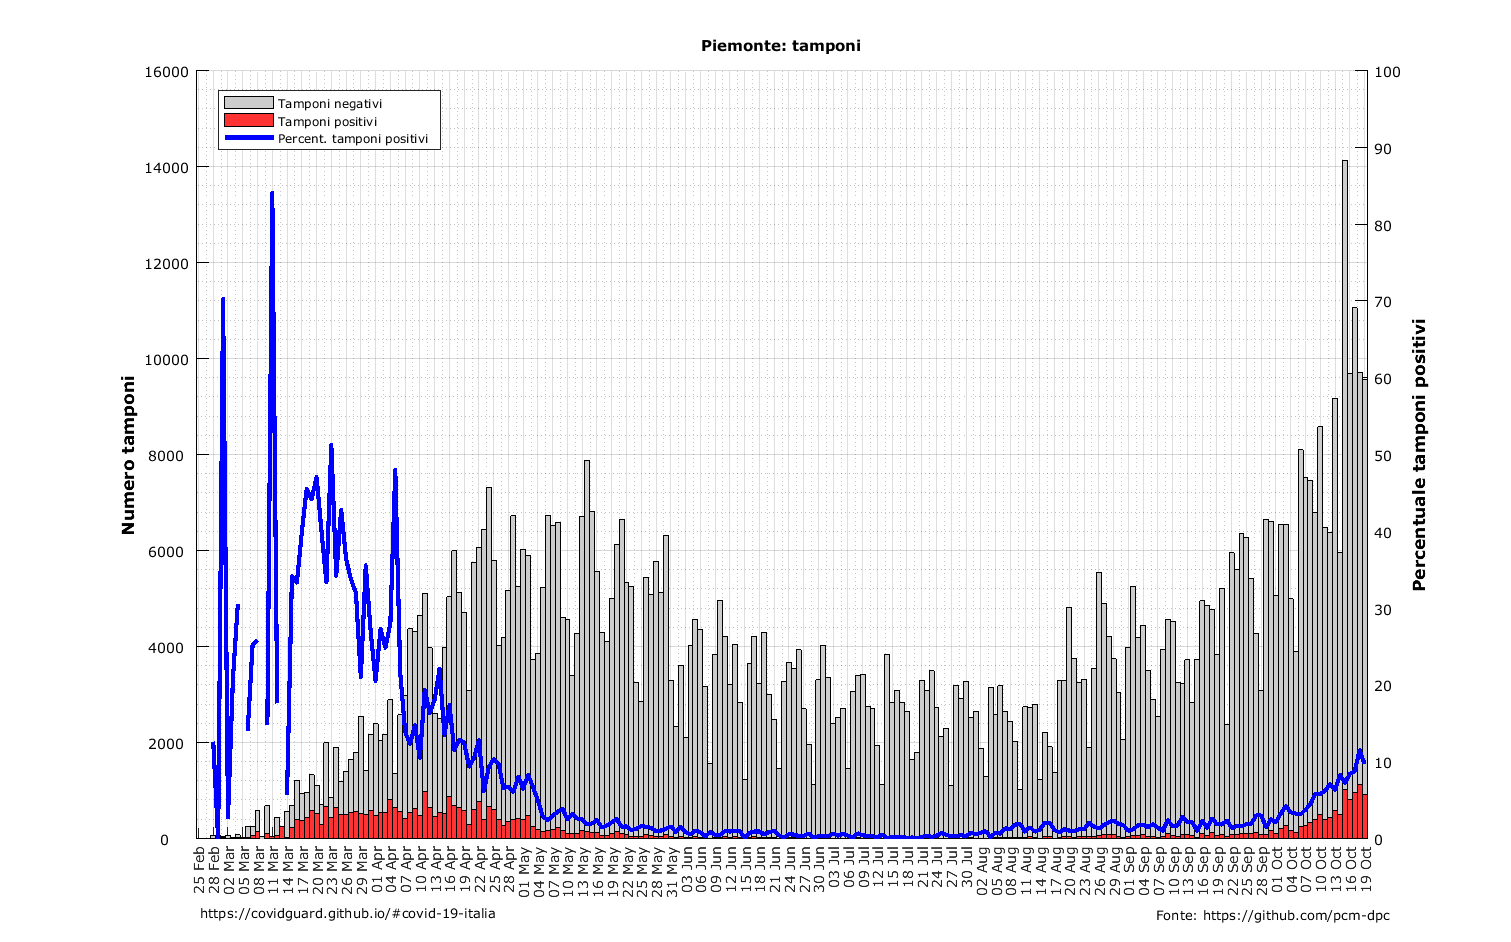 Piemonte: tamponi
16000
14000
12000
10000
8000
6000
4000
2000
0
Numero tamponi
Tamponi negativi
Tamponi positivi
Percent. tamponi positivi
100
90
80
70
60
50
40
30
20
10
0
Percentuale tamponi positivi
25 Feb
28 Feb
02 Mar
05 Mar
08 Mar
11 Mar
14 Mar
17 Mar
20 Mar
23 Mar
26 Mar
29 Mar
01 Apr
04 Apr
07 Apr
10 Apr
13 Apr
16 Apr
19 Apr
22 Apr
25 Apr
28 Apr
01 May
04 May
07 May
10 May
13 May
16 May
19 May
22 May
25 May
28 May
31 May
03 Jun
06 Jun
09 Jun
12 Jun
15 Jun
18 Jun
21 Jun
24 Jun
27 Jun
30 Jun
03 Jul
06 Jul
09 Jul
12 Jul
15 Jul
18 Jul
21 Jul
24 Jul
27 Jul
30 Jul
02 Aug
05 Aug
08 Aug
11 Aug
14 Aug
17 Aug
20 Aug
23 Aug
26 Aug
29 Aug
01 Sep
04 Sep
07 Sep
10 Sep
13 Sep
16 Sep
19 Sep
22 Sep
25 Sep
28 Sep
01 Oct
04 Oct
07 Oct
10 Oct
13 Oct
16 Oct
19 Oct
https://covidguard.github.io/#covid-19-italia
Fonte: https://github.com/pcm-dpc